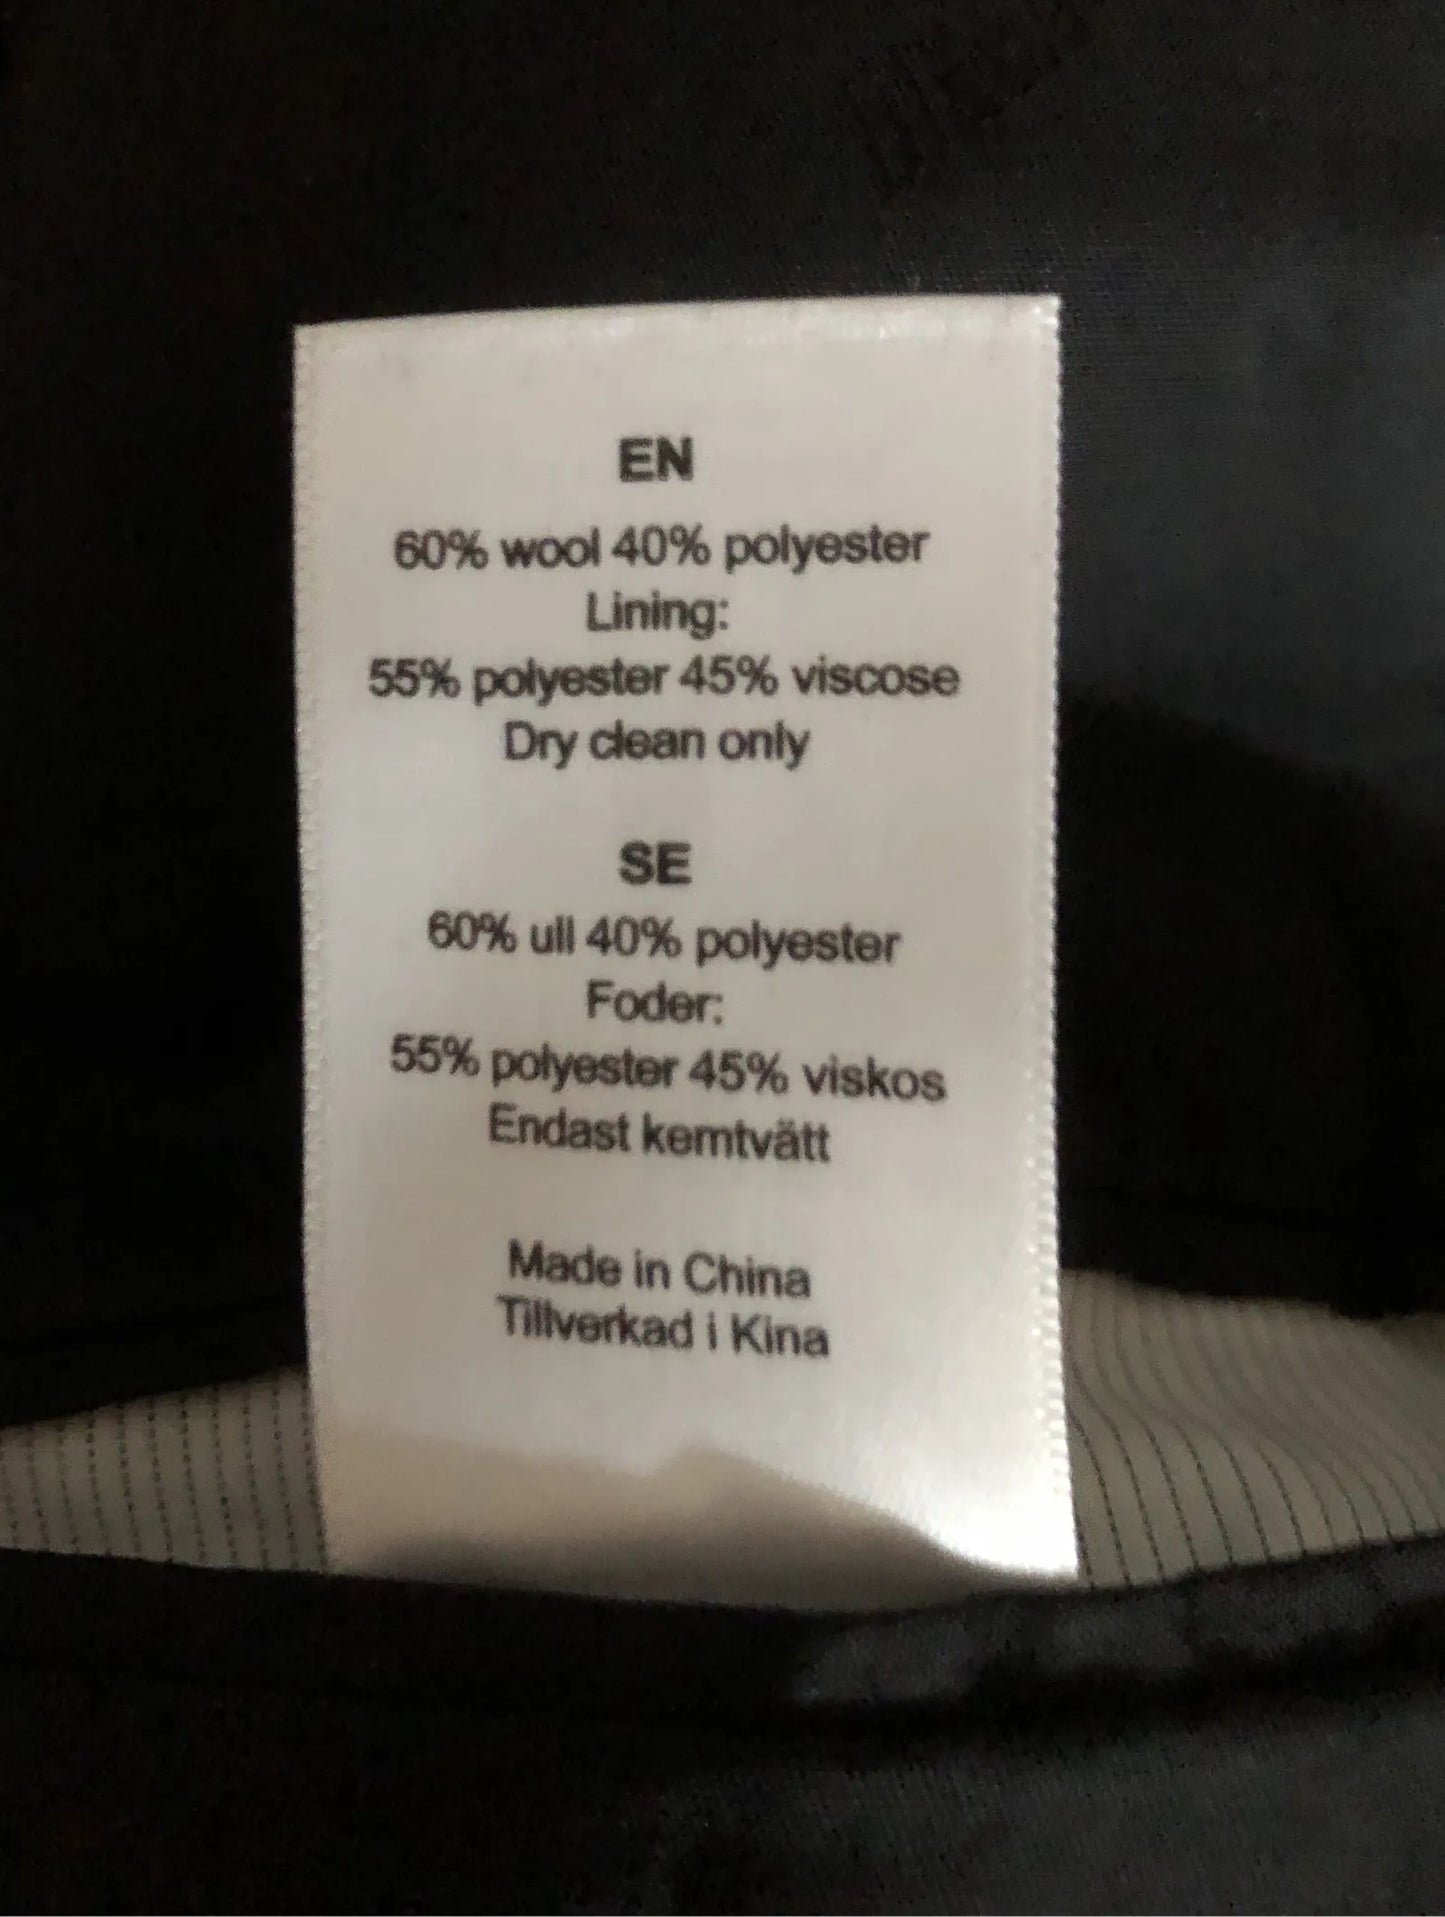 EN
60% wool 40% polyester
Lining:
55% polyester 45% viscose
Dry clean only
SE
60% ull 40% polyester
Foder:
55% polyester 45% viskos
Endast kemtvätt
Made in China
Tillverkad i Kina